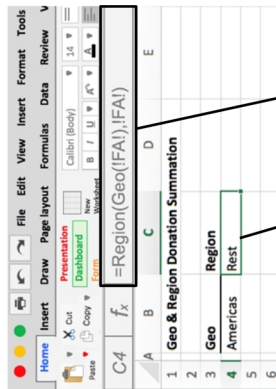 File Edit View Insert Format Tools
Home Insert Draw Page layout Formulas Data Review V
Paste Cut Copy Presentation Dashboard Form New Worksheet Calibri (Body) 14 A B I U A A
C4 fx =Region(Geo(!FA!),!FA!)
A B C D E
1 Geo & Region Donation Summation
2
3 Geo Region
4 Americas Rest
5
6